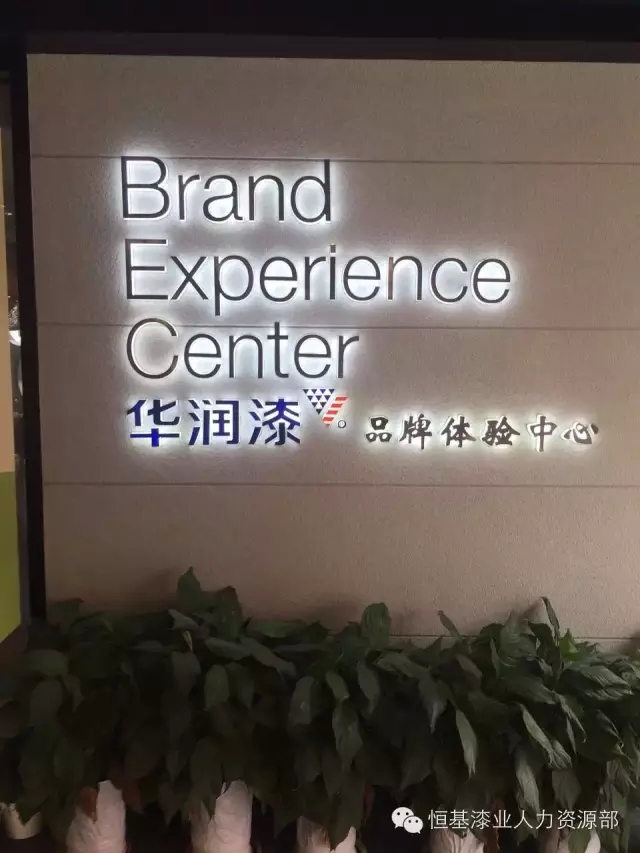 Brand
Experience
Center
华润漆® 品牌体验中心
恒基漆业人力资源部